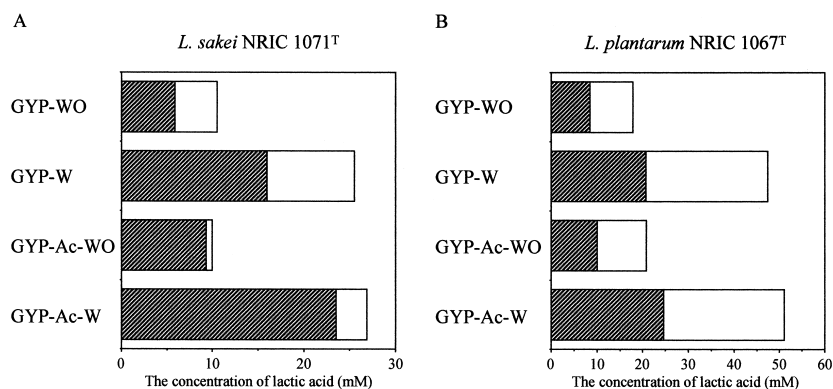 A
L. sakei NRIC 1071ᵀ
GYP-WO
GYP-W
GYP-Ac-WO
GYP-Ac-W
0 10 20 30
The concentration of lactic acid (mM)
B
L. plantarum NRIC 1067ᵀ
GYP-WO
GYP-W
GYP-Ac-WO
GYP-Ac-W
0 10 20 30 40 50 60
The concentration of lactic acid (mM)